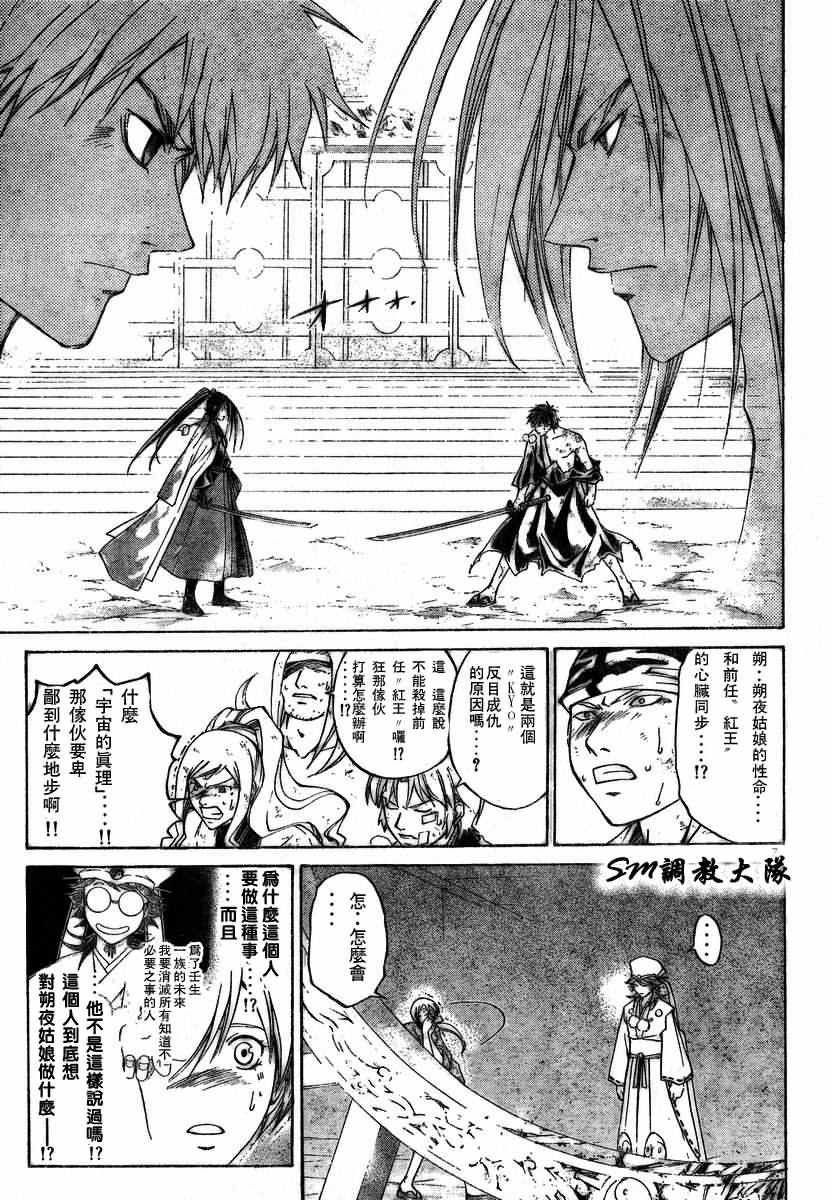 オオオ..
朔：朔夜姑娘的性命‥‥
和前任〝紅王〞
的心臟同步‥‥!?
這就是兩個
〝KYO〞
反目成仇
的原因嗎‥‥？
這 這麼說
不能殺掉前
任〝紅王〞囉!?
狂那傢伙
打算怎麼辦啊
‥‥‥!?
什麼
「宇宙的眞理」‥‥!!
那傢伙要卑
鄙到什麼地步啊!!
7
SM調教大隊
‥‥
怎‥怎麼會
爲什麼這個人
要做這種事‥‥!?
‥‥而且
爲了壬生
一族的未來
我要消滅所有知道不
必要之事的人
‥‥他不是這樣說過嗎!?
這個人到底想
對朔夜姑娘做什麼——!?